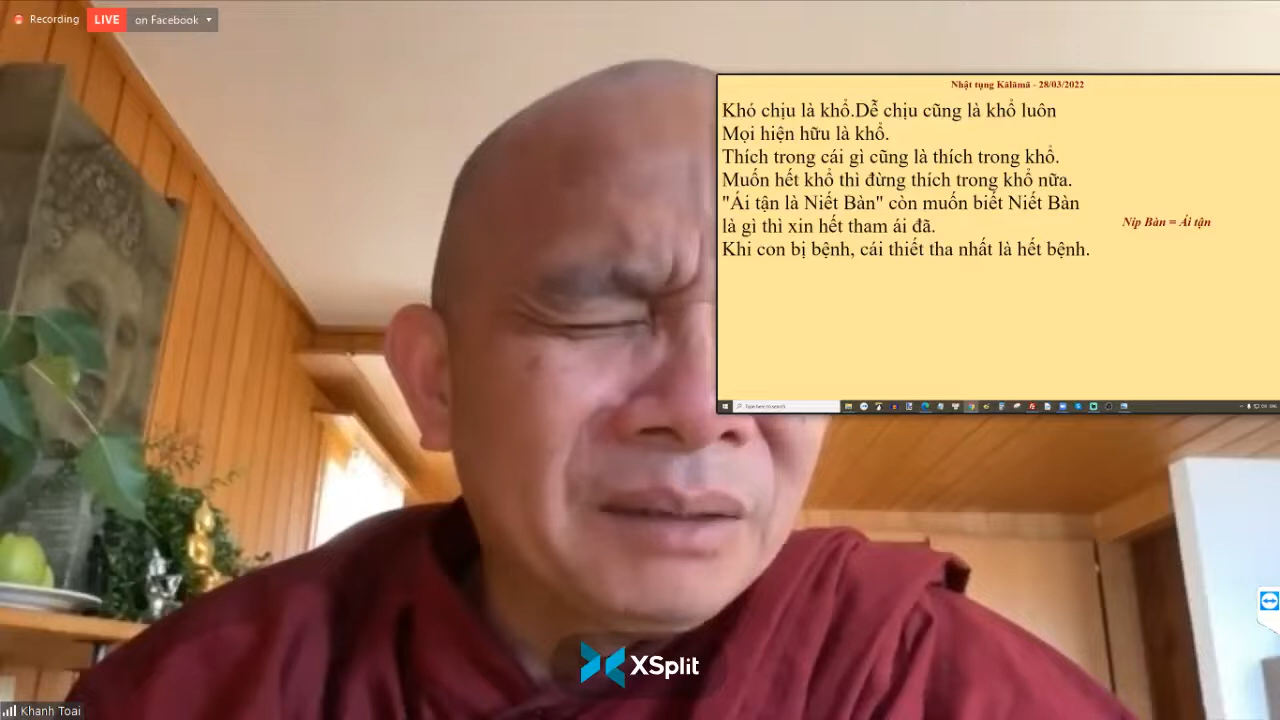 Recording
LIVE
on Facebook
Nhật tụng Kālāmā - 28/03/2022
Khó chịu là khổ.Dễ chịu cũng là khổ luôn
Mọi hiện hữu là khổ.
Thích trong cái gì cũng là thích trong khổ.
Muốn hết khổ thì đừng thích trong khổ nữa.
"Ái tận là Niết Bàn" còn muốn biết Niết Bàn
là gì thì xin hết tham ái đã.
Níp Bàn = Ái tận
Khi con bị bệnh, cái thiết tha nhất là hết bệnh.
Type here to search
XSplit
Khanh Toai